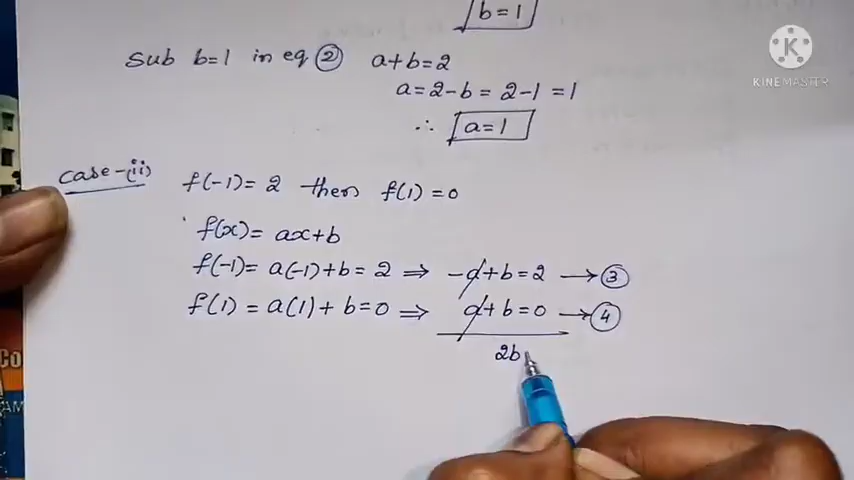 b=1
Sub b=1 in eq ② a+b=2
a=2-b = 2-1 =1
∴ a=1
case-(ii) f(-1)= 2 then f(1)=0
f(x)= ax+b
f(-1)= a(-1)+b= 2 ⇒ -a+b=2 → ③
f(1) = a(1)+ b=0 ⇒ a+b=0 → ④
2b
KINEMASTER